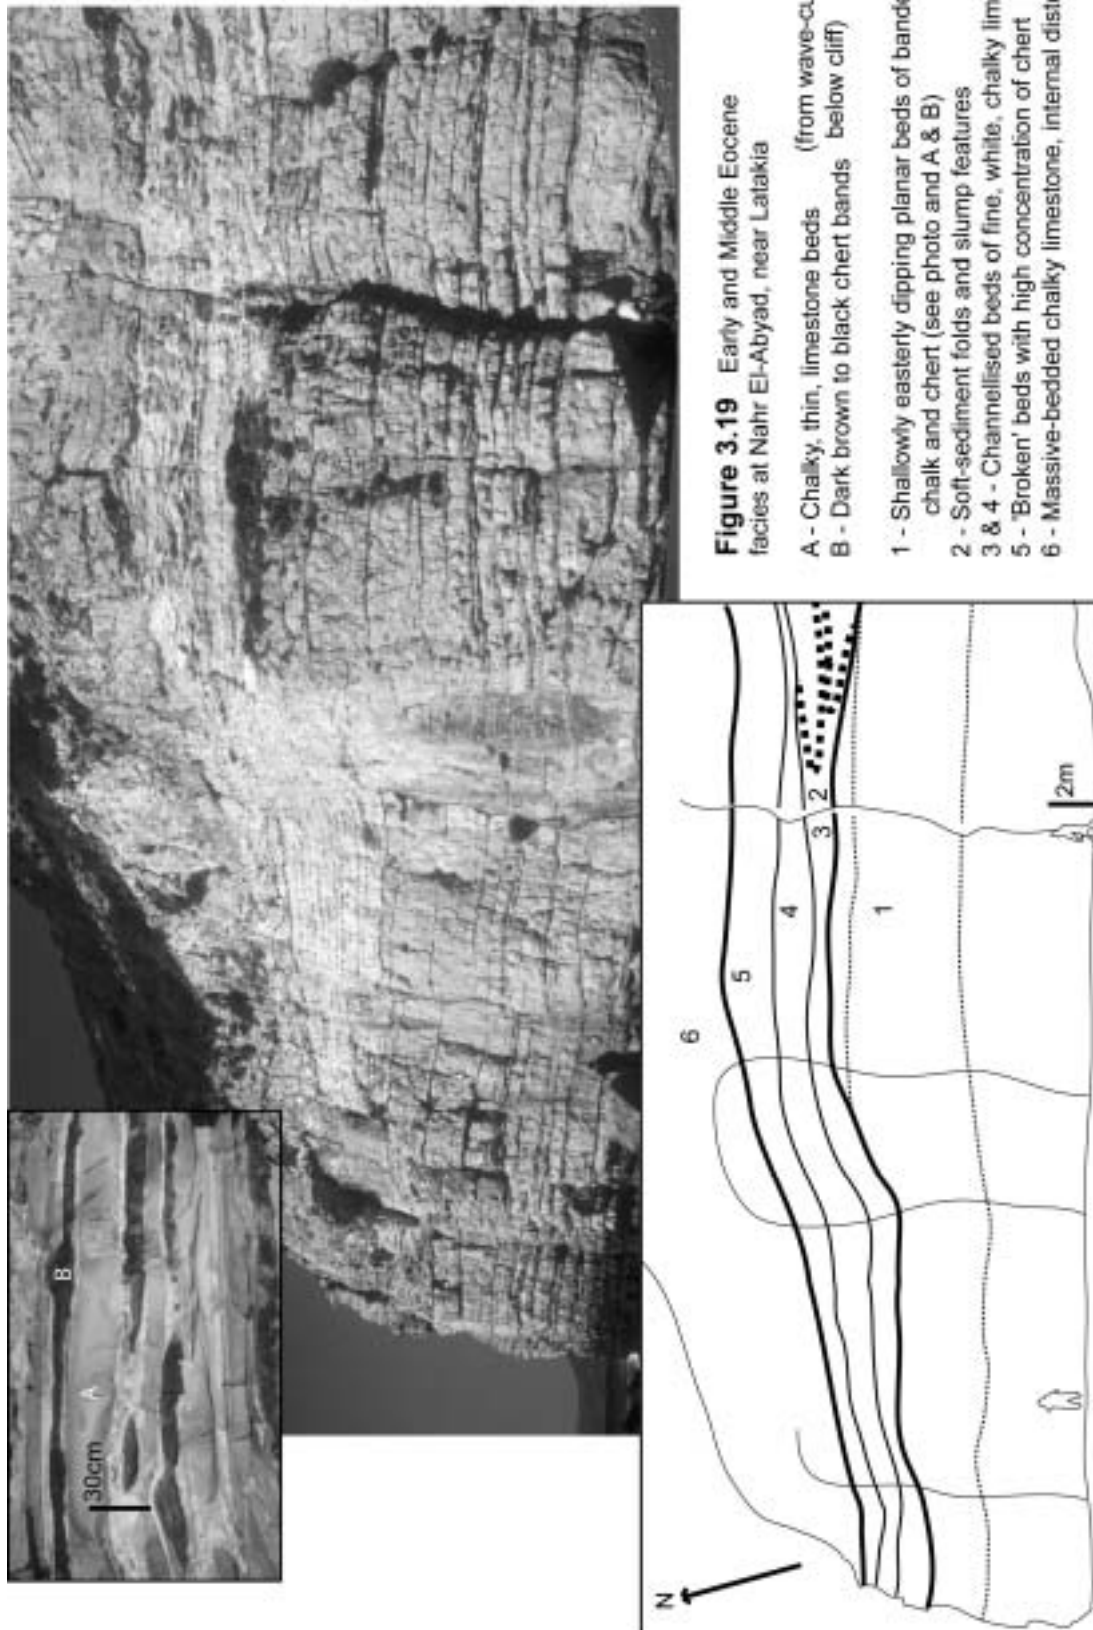 30cm
A
B
Figure 3.19 Early and Middle Eocene
facies at Nahr El-Abyad, near Latakia
A - Chalky, thin, limestone beds (from wave-cu
B - Dark brown to black chert bands below cliff)
1 - Shallowly easterly dipping planar beds of bande
chalk and chert (see photo and A & B)
2 - Soft-sediment folds and slump features
3 & 4 - Channellised beds of fine, white, chalky lim
5 - 'Broken' beds with high concentration of chert
6 - Massive-bedded chalky limestone, internal dist
N
6
5
4
3
2
1
2m